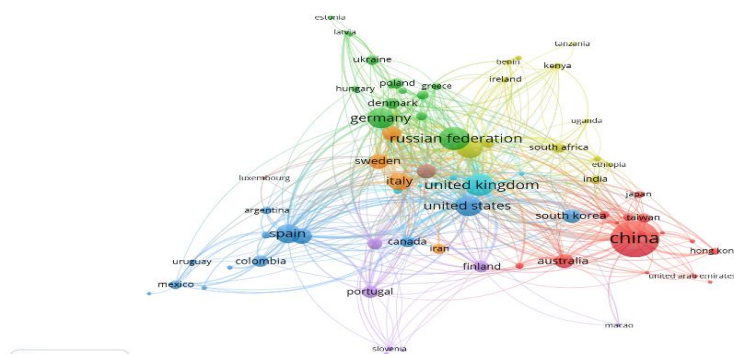 estonia
latvia
tanzania
ukraine
benin
kenya
poland
ireland
hungary
greece
denmark
germany
uganda
russian federation
south africa
sweden
ethiopia
luxembourg
italy
united kingdom
india
japan
argentina
united states
south korea
taiwan
spain
china
canada
iran
hong kon
uruguay
colombia
finland
australia
mexico
united arab emirates
portugal
macao
slovenia